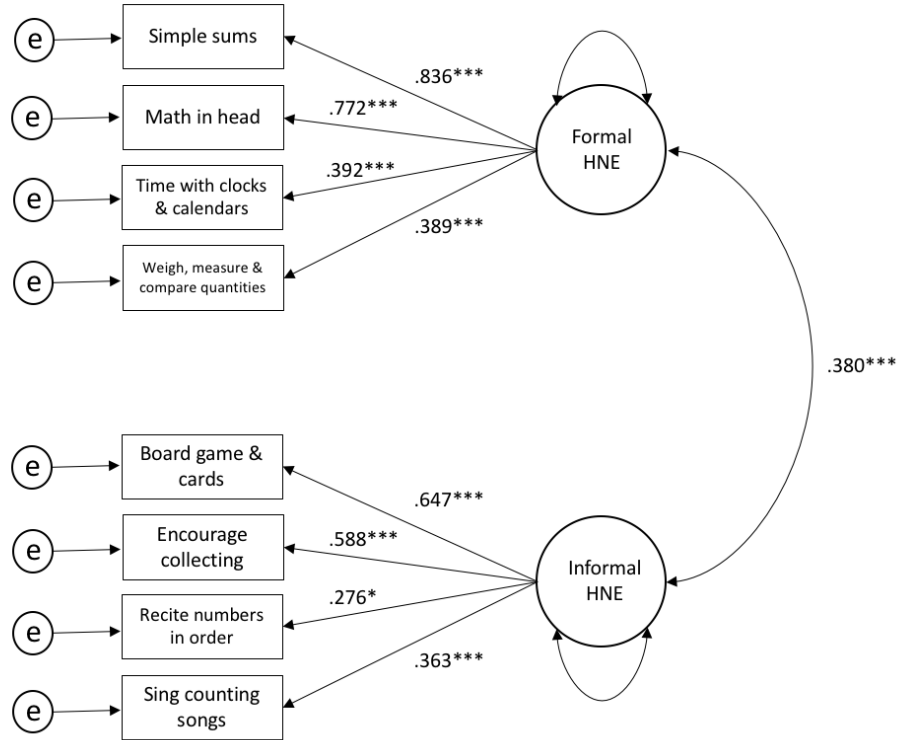 e
Simple sums
.836***
e
Math in head
.772***
Formal
HNE
e
Time with clocks
& calendars
.392***
.389***
e
Weigh, measure &
compare quantities
.380***
e
Board game &
cards
.647***
e
Encourage
collecting
.588***
Informal
HNE
e
Recite numbers
in order
.276*
.363***
e
Sing counting
songs